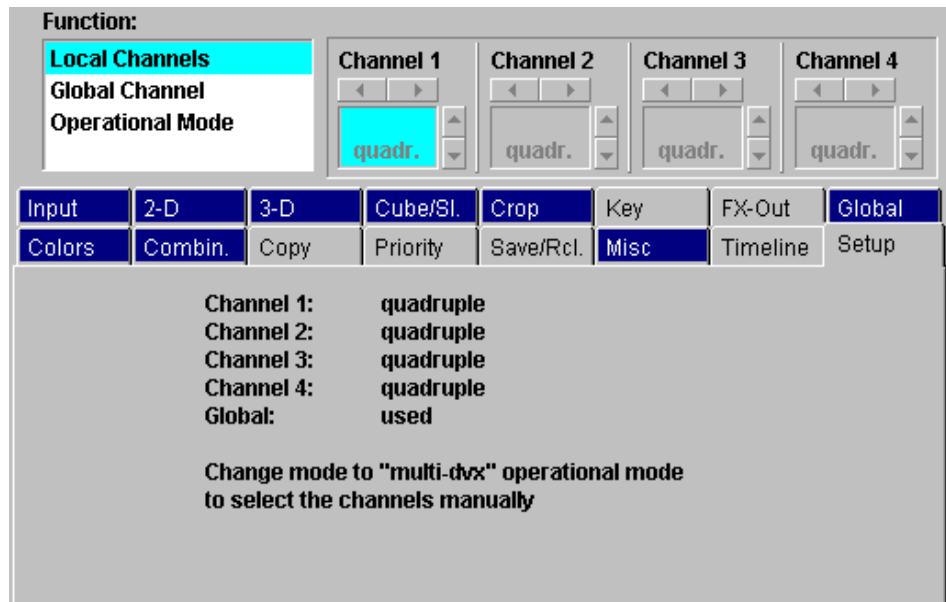 Function:
Local Channels
Global Channel
Operational Mode
Channel 1
Channel 2
Channel 3
Channel 4
quadr.
quadr.
quadr.
quadr.
Input
2-D
3-D
Cube/Sl.
Crop
Key
FX-Out
Global
Colors
Combin.
Copy
Priority
Save/Rcl.
Misc
Timeline
Setup
Channel 1: quadruple
Channel 2: quadruple
Channel 3: quadruple
Channel 4: quadruple
Global: used
Change mode to "multi-dvx" operational mode
to select the channels manually